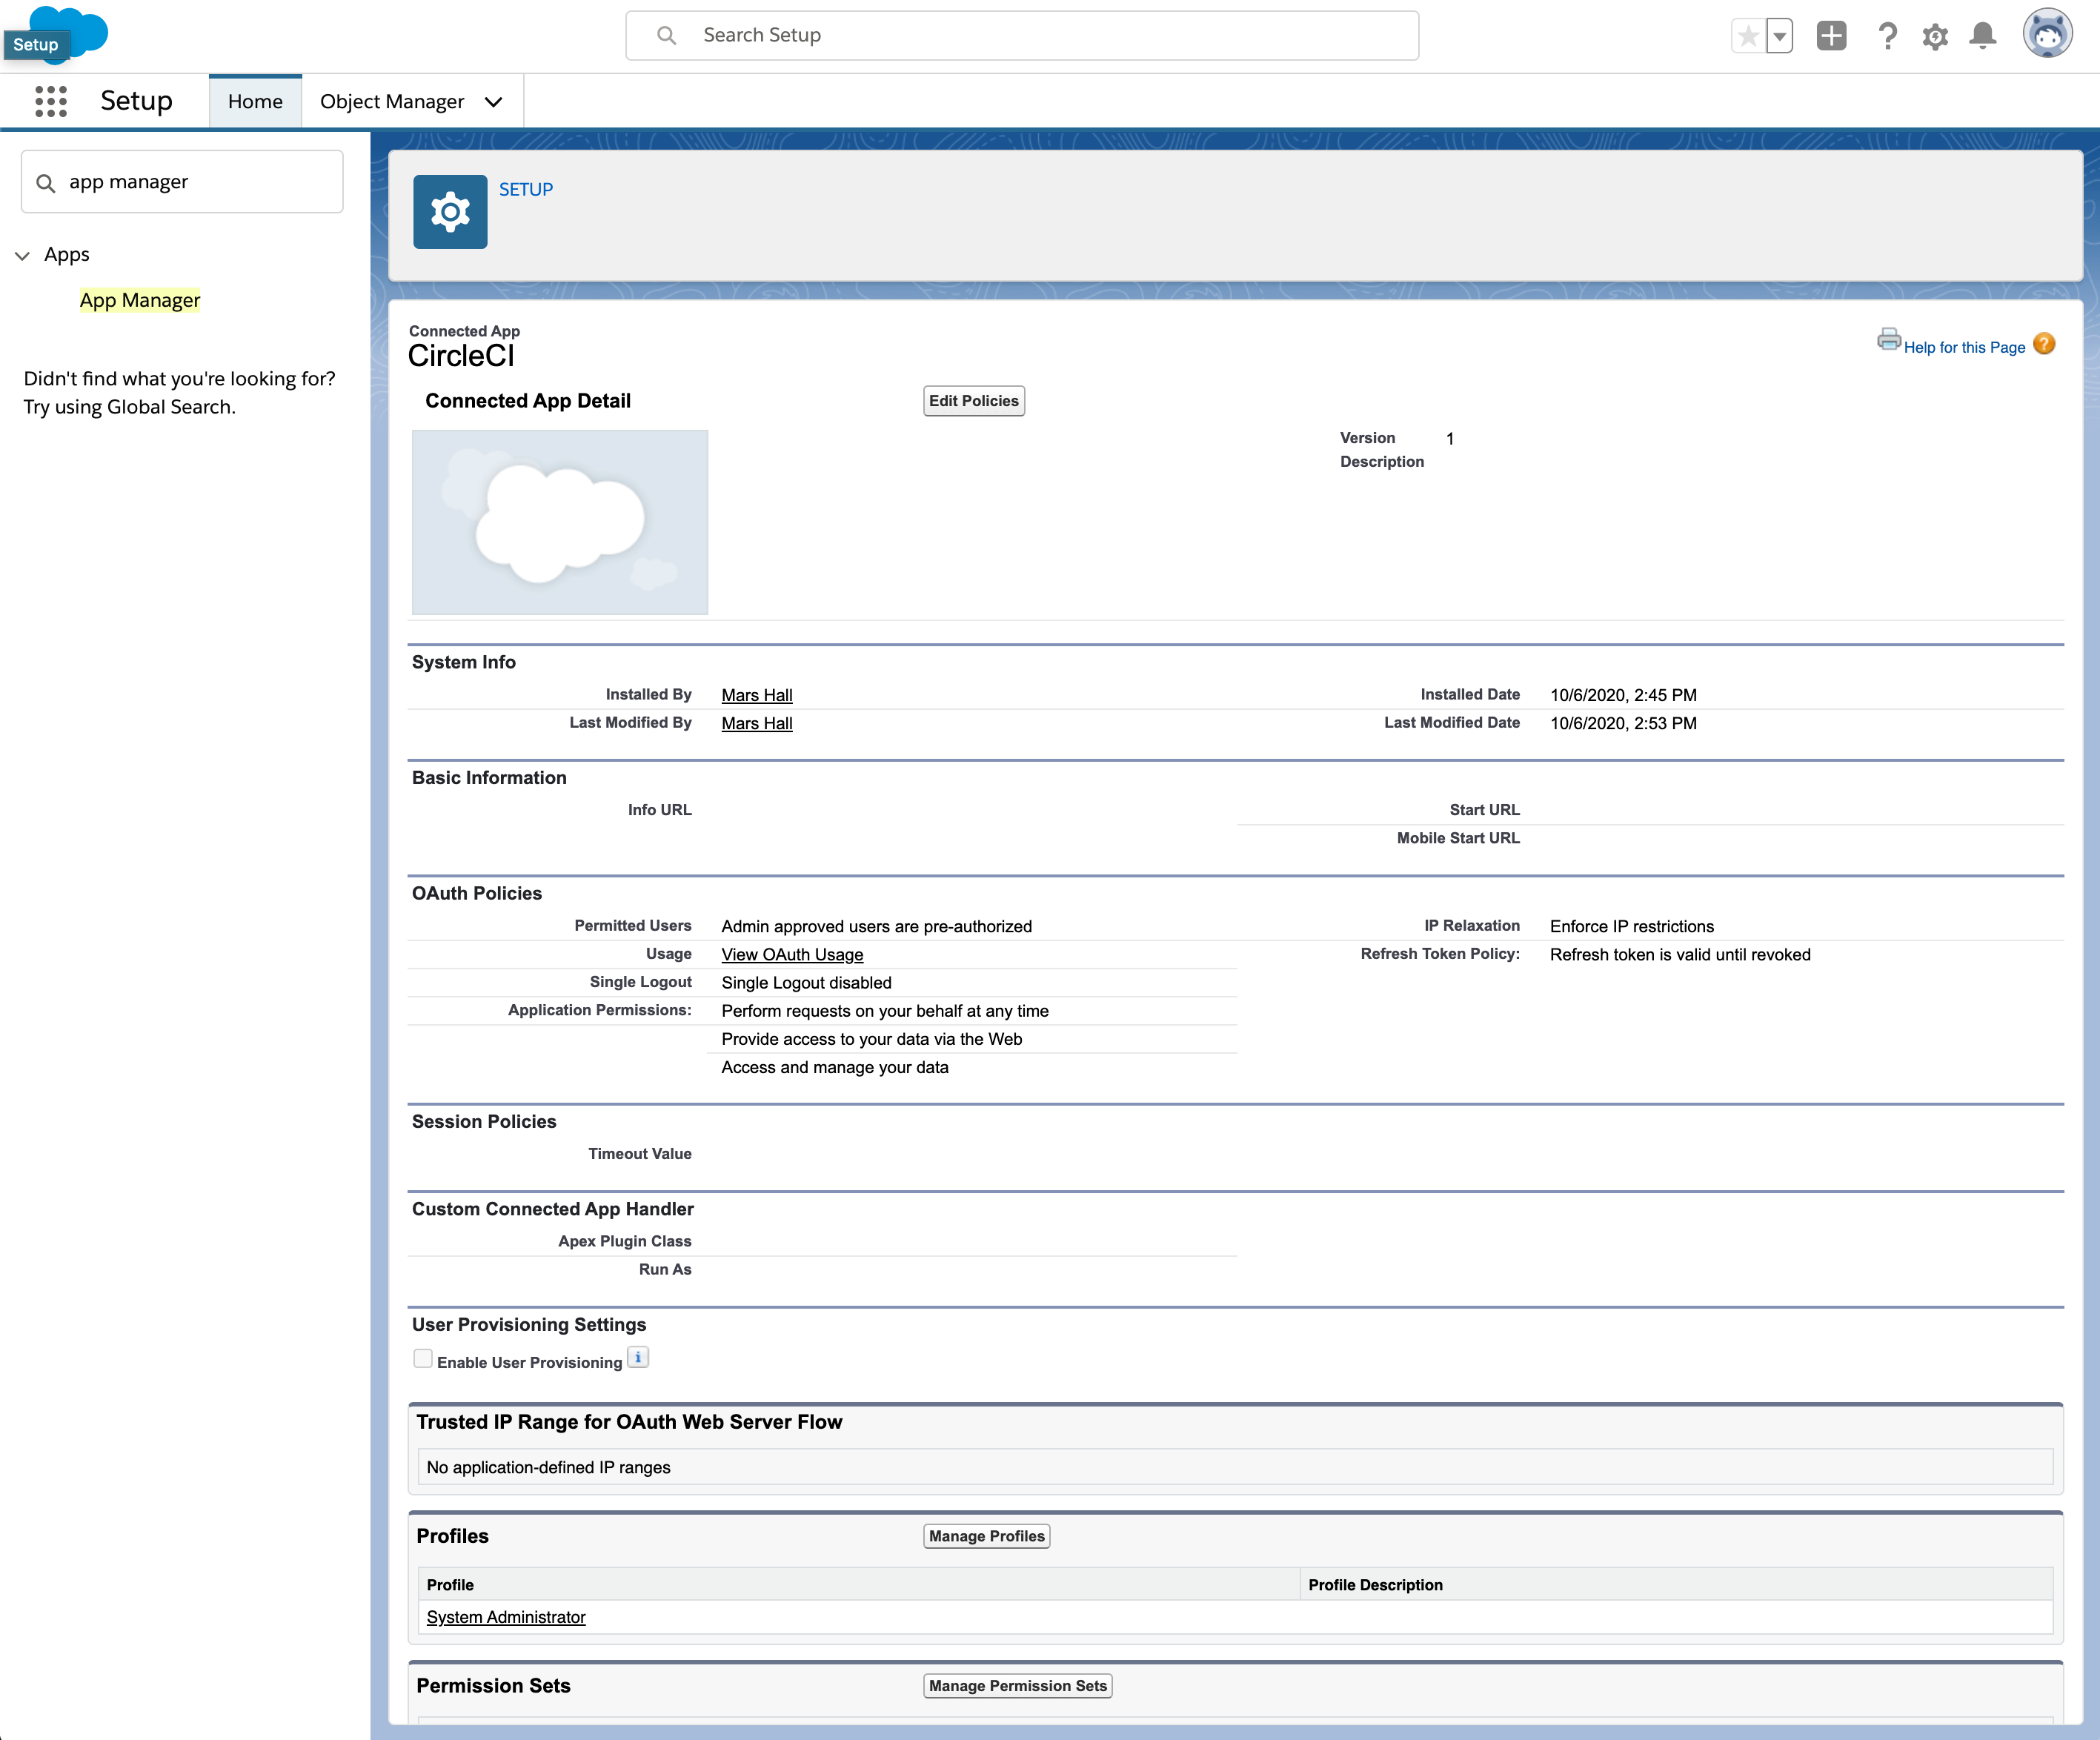 Setup
Search Setup
Setup
Home
Object Manager
app manager
Apps
App Manager
Didn't find what you're looking for?
Try using Global Search.
SETUP
Connected App
CircleCI
Help for this Page
Connected App Detail
Edit Policies
Version 1
Description
System Info
Installed By Mars Hall Installed Date 10/6/2020, 2:45 PM
Last Modified By Mars Hall Last Modified Date 10/6/2020, 2:53 PM
Basic Information
Info URL Start URL
Mobile Start URL
OAuth Policies
Permitted Users Admin approved users are pre-authorized IP Relaxation Enforce IP restrictions
Usage View OAuth Usage Refresh Token Policy: Refresh token is valid until revoked
Single Logout Single Logout disabled
Application Permissions: Perform requests on your behalf at any time
Provide access to your data via the Web
Access and manage your data
Session Policies
Timeout Value
Custom Connected App Handler
Apex Plugin Class
Run As
User Provisioning Settings
Enable User Provisioning i
Trusted IP Range for OAuth Web Server Flow
No application-defined IP ranges
Profiles Manage Profiles
Profile Profile Description
System Administrator
Permission Sets Manage Permission Sets